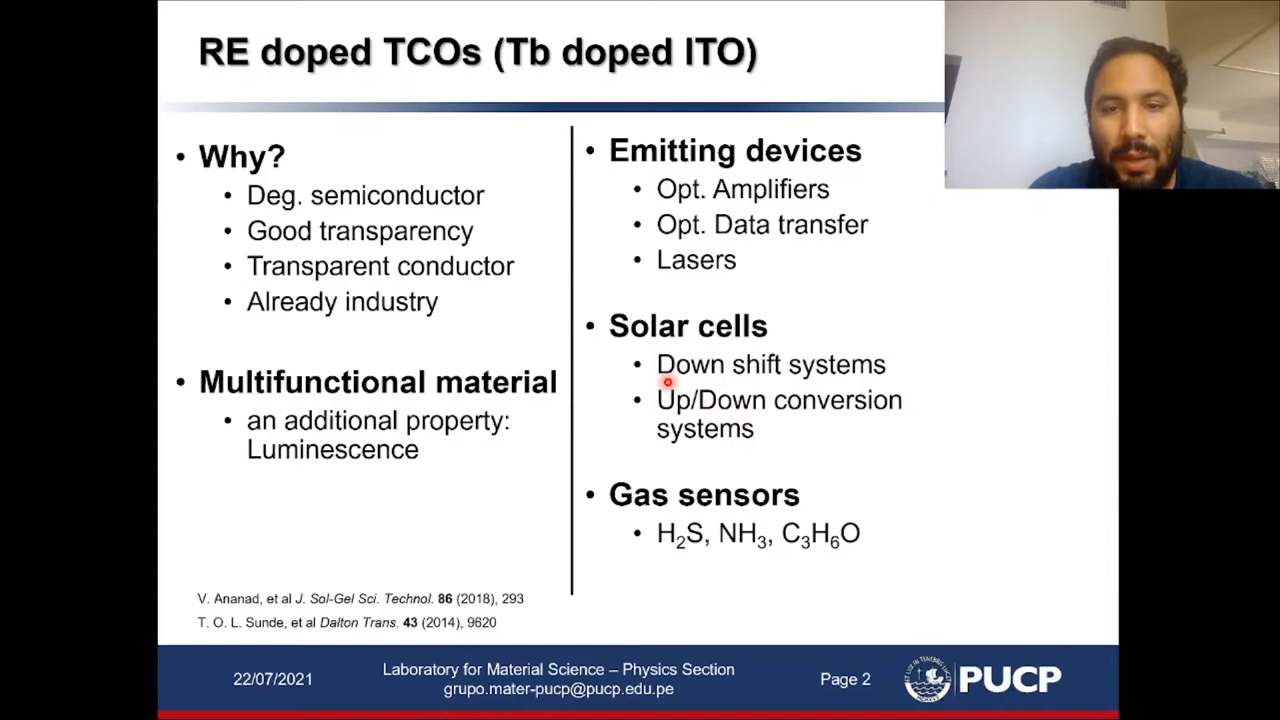 RE doped TCOs (Tb doped ITO)
• Why?
• Deg. semiconductor
• Good transparency
• Transparent conductor
• Already industry
• Multifunctional material
• an additional property:
Luminescence
• Emitting devices
• Opt. Amplifiers
• Opt. Data transfer
• Lasers
• Solar cells
• Down shift systems
• Up/Down conversion
systems
• Gas sensors
• H₂S, NH₃, C₃H₆O
V. Ananad, et al J. Sol-Gel Sci. Technol. 86 (2018), 293
T. O. L. Sunde, et al Dalton Trans. 43 (2014), 9620
22/07/2021
Laboratory for Material Science – Physics Section
grupo.mater-pucp@pucp.edu.pe
Page 2
PUCP